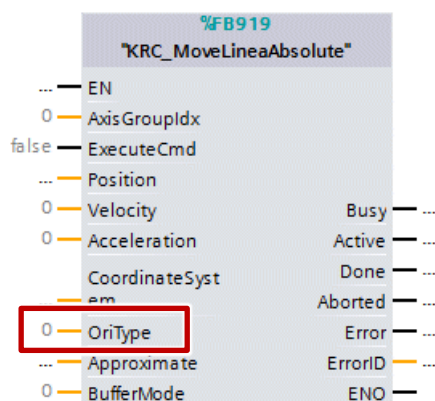 %FB919
"KRC_MoveLineaAbsolute"
... EN
0 AxisGroupIdx
false ExecuteCmd
... Position
0 Velocity Busy ...
0 Acceleration Active ...
CoordinateSyst Done ...
... em Aborted ...
0 OriType Error ...
... Approximate ErrorID ...
0 BufferMode ENO